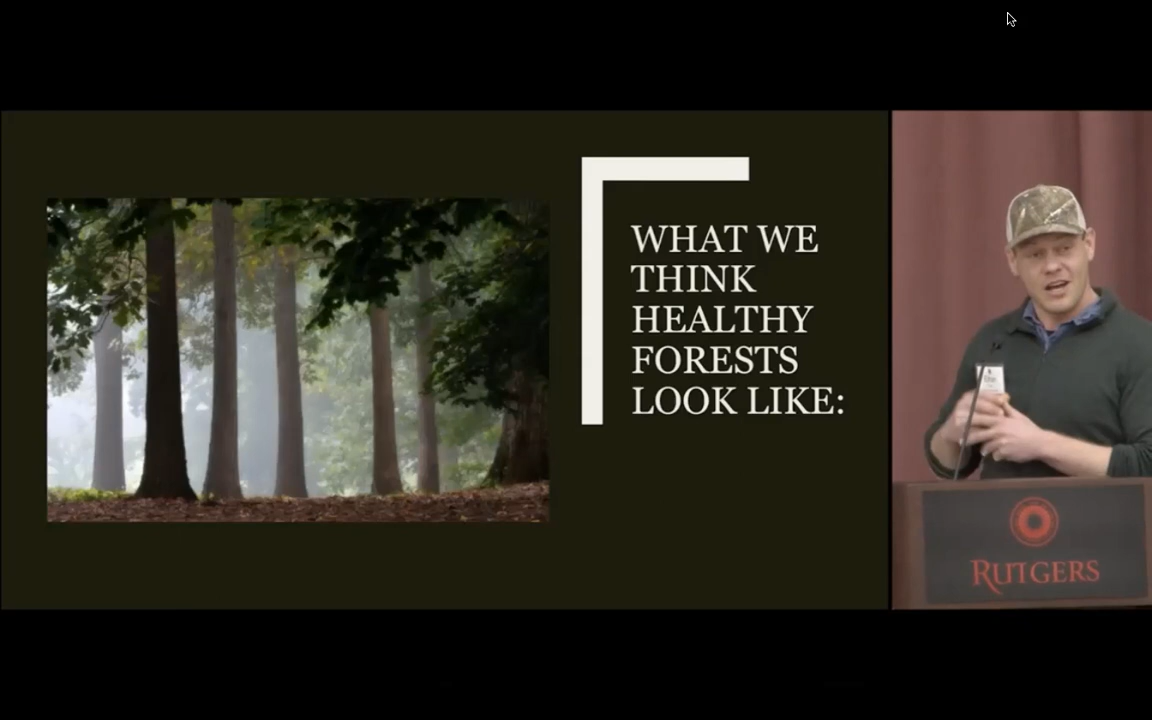 WHAT WE
THINK
HEALTHY
FORESTS
LOOK LIKE:
RUTGERS